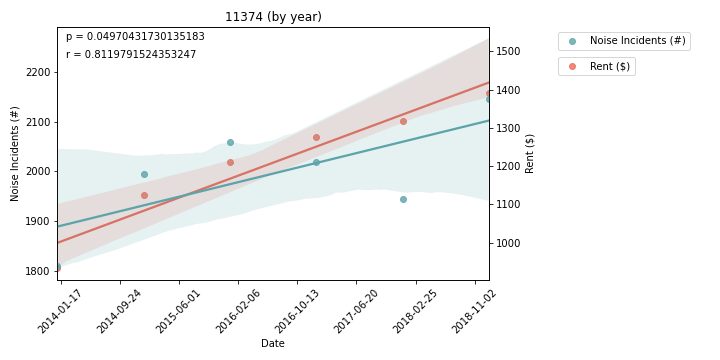 11374 (by year)
p = 0.04970431730135183
r = 0.8119791524353247
Noise Incidents (#)
Rent ($)
2200
2100
2000
1900
1800
1500
1400
1300
1200
1100
1000
Noise Incidents (#)
Rent ($)
2014-01-17
2014-09-24
2015-06-01
2016-02-06
2016-10-13
2017-06-20
2018-02-25
2018-11-02
Date